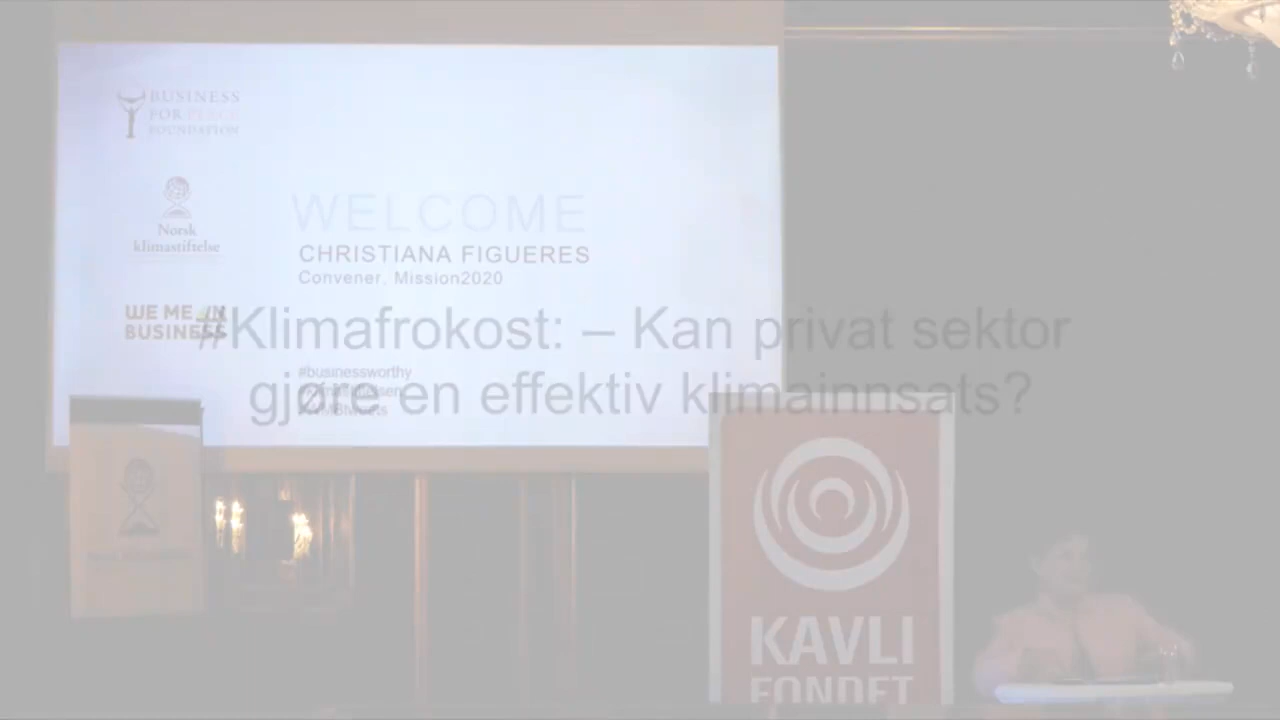 BUSINESS
FOR PEACE
FOUNDATION
Norsk
klimastiftelse
WE MEAN
BUSINESS
WELCOME
CHRISTIANA FIGUERES
Convener, Mission2020
#businessworthy
#Klimafrokost: – Kan privat sektor
gjøre en effektiv klimainnsats?
KAVLI
FONDET